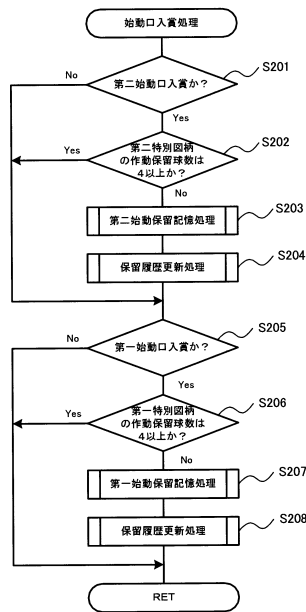 始動口入賞処理
No
第二始動口入賞か?
S201
Yes
Yes
第二特別図柄
の作動保留球数は
4以上か?
S202
No
第二始動保留記憶処理
S203
保留履歴更新処理
S204
No
第一始動口入賞か?
S205
Yes
Yes
第一特別図柄
の作動保留球数は
4以上か?
S206
No
第一始動保留記憶処理
S207
保留履歴更新処理
S208
RET